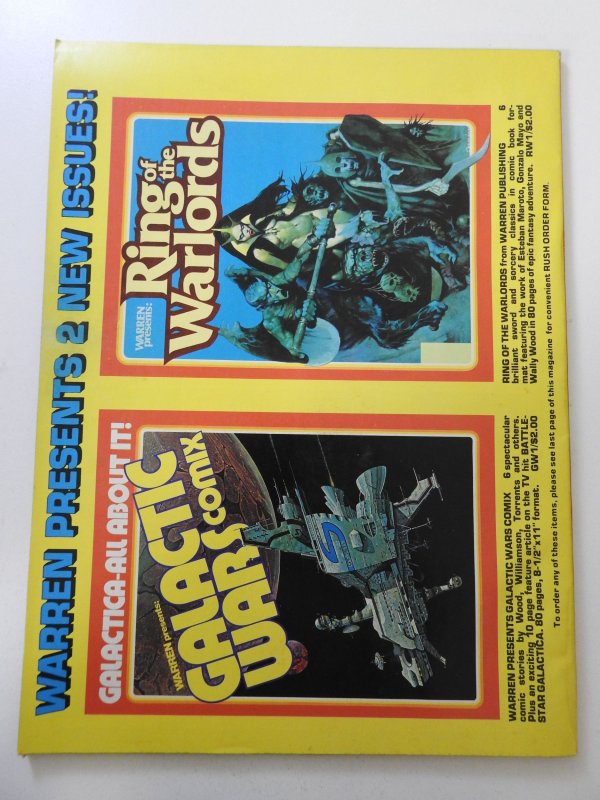 WARREN PRESENTS 2 NEW ISSUES!
GALACTICA-ALL ABOUT IT!
WARREN presents:
GALACTIC
WARS comix
WARREN PRESENTS GALACTIC WARS COMIX 6 spectacular
comic stories by Wood, Williamson, Torrents and others.
Plus an exciting 10 page feature article on the TV hit BATTLE-
STAR GALACTICA. 80 pages, 8-1/2"x11" format. GW1/$2.00
WARREN
presents:
Ring of
the
Warlords
RING OF THE WARLORDS from WARREN PUBLISHING 6
brilliant sword and sorcery classics in comic book for-
mat featuring the work of Esteban Maroto, Gonzalo Mayo and
Wally Wood in 80 pages of epic fantasy adventure. RW1/$2.00
To order any of these items, please see last page of this magazine for convenient RUSH ORDER FORM.